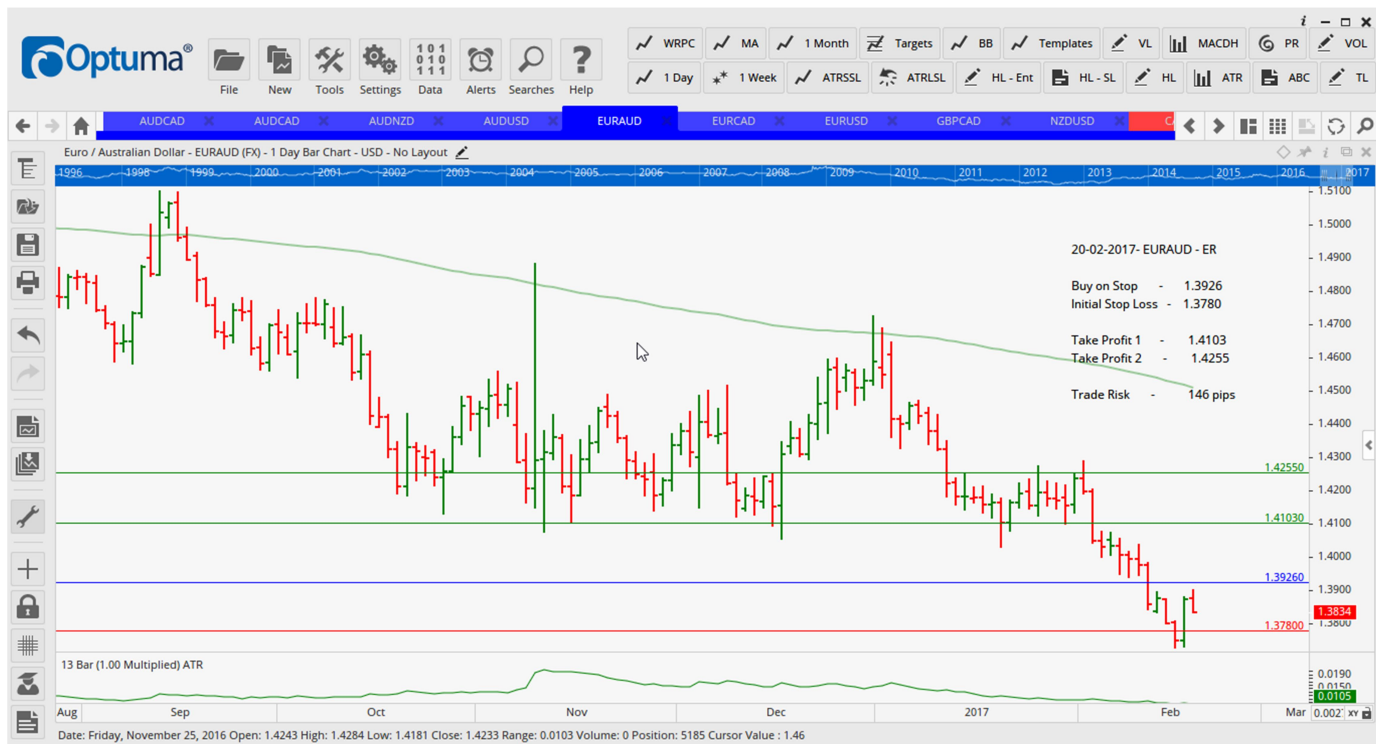 i
Optuma®
WRPC MA 1 Month Targets BB Templates VL MACDH PR VOL
1 Day 1 Week ATRSSL ATRLSL HL - Ent HL - SL HL ATR ABC TL
101
010
111
File New Tools Settings Data Alerts Searches Help
AUDCAD AUDCAD AUDNZD AUDUSD EURAUD EURCAD EURUSD GBPCAD NZDUSD
Euro / Australian Dollar - EURAUD (FX) - 1 Day Bar Chart - USD - No Layout
1996 1998 1999 2000 2001 2002 2003 2004 2005 2006 2007 2008 2009 2010 2011 2012 2013 2014 2015 2016 2017
1.5100
1.5000
20-02-2017- EURAUD - ER
1.4900
Buy on Stop - 1.3926
1.4800
Initial Stop Loss - 1.3780
1.4700
Take Profit 1 - 1.4103
Take Profit 2 - 1.4255
1.4600
1.4500
Trade Risk - 146 pips
1.4400
1.4300
1.42550
1.4200
1.41030
1.4100
1.4000
1.39260
1.3900
1.3834
1.37800
1.3800
13 Bar (1.00 Multiplied) ATR
0.0190
0.0150
0.0105
Aug Sep Oct Nov Dec 2017 Feb Mar 0.002 XY
Date: Friday, November 25, 2016 Open: 1.4243 High: 1.4284 Low: 1.4181 Close: 1.4233 Range: 0.0103 Volume: 0 Position: 5185 Cursor Value : 1.46